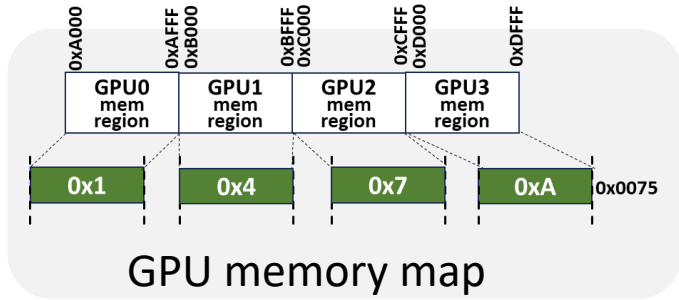 0xA000
0xAFFF
0xB000
0xBFFF
0xC000
0xCFFF
0xD000
0xDFFF
GPU0
mem
region
GPU1
mem
region
GPU2
mem
region
GPU3
mem
region
0x1
0x4
0x7
0xA
0x0075
GPU memory map